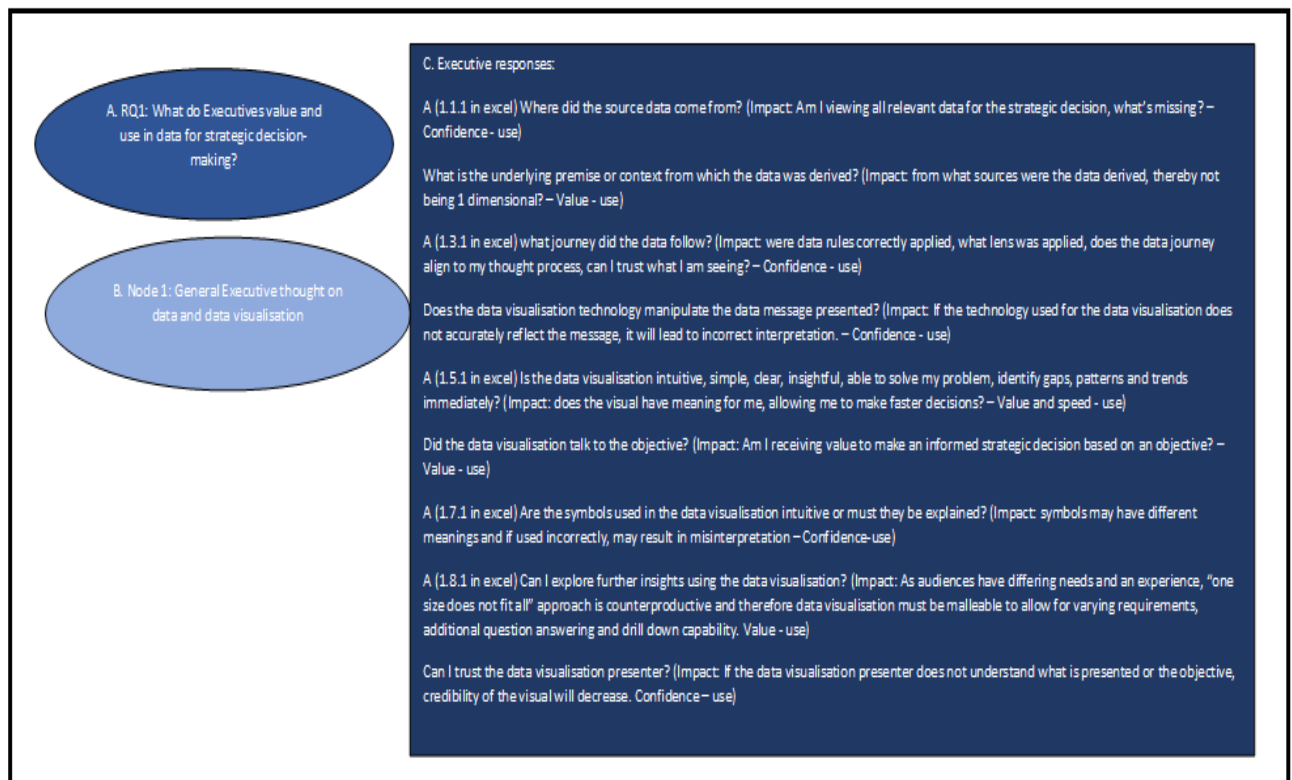 A. RQ1: What do Executives value and
use in data for strategic decision-
making?
B. Node 1: General Executive thought on
data and data visualisation
C. Executive responses:
A (1.1.1 in excel) Where did the source data come from? (Impact: Am I viewing all relevant data for the strategic decision, what's missing? –
Confidence - use)
What is the underlying premise or context from which the data was derived? (Impact: from what sources were the data derived, thereby not
being 1 dimensional? – Value - use)
A (1.3.1 in excel) what journey did the data follow? (Impact: were data rules correctly applied, what lens was applied, does the data journey
align to my thought process, can I trust what I am seeing? – Confidence - use)
Does the data visualisation technology manipulate the data message presented? (Impact: If the technology used for the data visualisation does
not accurately reflect the message, it will lead to incorrect interpretation. – Confidence - use)
A (1.5.1 in excel) Is the data visualisation intuitive, simple, clear, insightful, able to solve my problem, identify gaps, patterns and trends
immediately? (Impact: does the visual have meaning for me, allowing me to make faster decisions? – Value and speed - use)
Did the data visualisation talk to the objective? (Impact: Am I receiving value to make an informed strategic decision based on an objective? –
Value - use)
A (1.7.1 in excel) Are the symbols used in the data visualisation intuitive or must they be explained? (Impact: symbols may have different
meanings and if used incorrectly, may result in misinterpretation – Confidence-use)
A (1.8.1 in excel) Can I explore further insights using the data visualisation? (Impact: As audiences have differing needs and an experience, “one
size does not fit all” approach is counterproductive and therefore data visualisation must be malleable to allow for varying requirements,
additional question answering and drill down capability. Value - use)
Can I trust the data visualisation presenter? (Impact: If the data visualisation presenter does not understand what is presented or the objective,
credibility of the visual will decrease. Confidence – use)